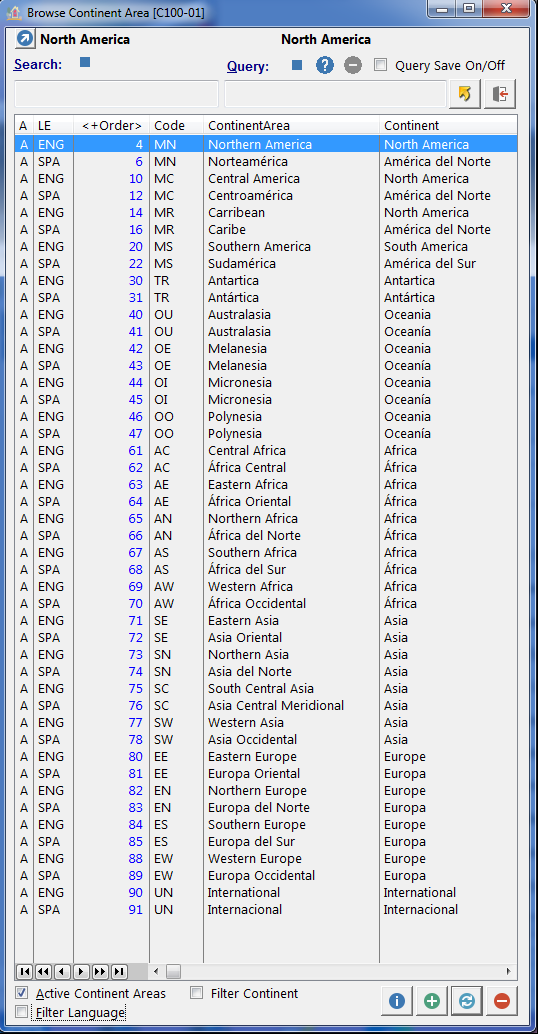 Browse Continent Area [C100-01]
North America North America
Search: Query: Query Save On/Off
A LE <+Order> Code ContinentArea Continent
A ENG 4 MN Northern America North America
A SPA 6 MN Norteamérica América del Norte
A ENG 10 MC Central America North America
A SPA 12 MC Centroamérica América del Norte
A ENG 14 MR Carribean North America
A SPA 16 MR Caribe América del Norte
A ENG 20 MS Southern America South America
A SPA 22 MS Sudamérica América del Sur
A ENG 30 TR Antartica Antartica
A SPA 31 TR Antártica Antártica
A ENG 40 OU Australasia Oceania
A SPA 41 OU Australasia Oceanía
A ENG 42 OE Melanesia Oceania
A SPA 43 OE Melanesia Oceanía
A ENG 44 OI Micronesia Oceania
A SPA 45 OI Micronesia Oceanía
A ENG 46 OO Polynesia Oceania
A SPA 47 OO Polynesia Oceanía
A ENG 61 AC Central Africa Africa
A SPA 62 AC África Central África
A ENG 63 AE Eastern Africa Africa
A SPA 64 AE África Oriental África
A ENG 65 AN Northern Africa Africa
A SPA 66 AN África del Norte África
A ENG 67 AS Southern Africa Africa
A SPA 68 AS África del Sur África
A ENG 69 AW Western Africa Africa
A SPA 70 AW África Occidental África
A ENG 71 SE Eastern Asia Asia
A SPA 72 SE Asia Oriental Asia
A ENG 73 SN Northern Asia Asia
A SPA 74 SN Asia del Norte Asia
A ENG 75 SC South Central Asia Asia
A SPA 76 SC Asia Central Meridional Asia
A ENG 77 SW Western Asia Asia
A SPA 78 SW Asia Occidental Asia
A ENG 80 EE Eastern Europe Europe
A SPA 81 EE Europa Oriental Europa
A ENG 82 EN Northern Europe Europe
A SPA 83 EN Europa del Norte Europa
A ENG 84 ES Southern Europe Europe
A SPA 85 ES Europa del Sur Europa
A ENG 88 EW Western Europe Europe
A SPA 89 EW Europa Occidental Europa
A ENG 90 UN International International
A SPA 91 UN Internacional Internacional
Active Continent Areas Filter Continent
Filter Language